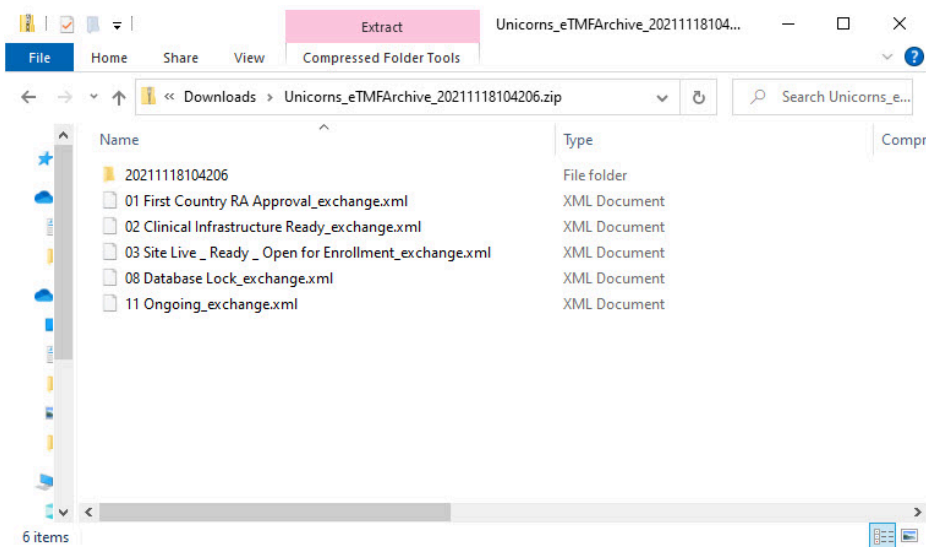 Extract
Unicorns_eTMFArchive_20211118104...
File
Home
Share
View
Compressed Folder Tools
?
« Downloads > Unicorns_eTMFArchive_20211118104206.zip
Search Unicorns_e...
Name
Type
Compr
20211118104206
File folder
01 First Country RA Approval_exchange.xml
XML Document
02 Clinical Infrastructure Ready_exchange.xml
XML Document
03 Site Live _ Ready _ Open for Enrollment_exchange.xml
XML Document
08 Database Lock_exchange.xml
XML Document
11 Ongoing_exchange.xml
XML Document
6 items